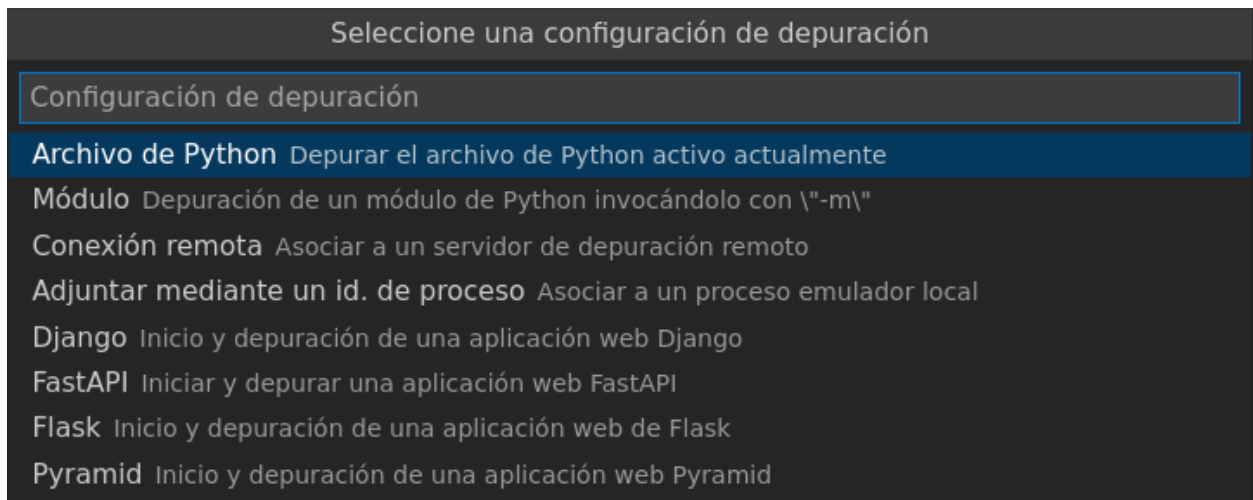 Seleccione una configuración de depuración
Configuración de depuración
Archivo de Python Depurar el archivo de Python activo actualmente
Módulo Depuración de un módulo de Python invocándolo con \"-m\"
Conexión remota Asociar a un servidor de depuración remoto
Adjuntar mediante un id. de proceso Asociar a un proceso emulador local
Django Inicio y depuración de una aplicación web Django
FastAPI Iniciar y depurar una aplicación web FastAPI
Flask Inicio y depuración de una aplicación web de Flask
Pyramid Inicio y depuración de una aplicación web Pyramid